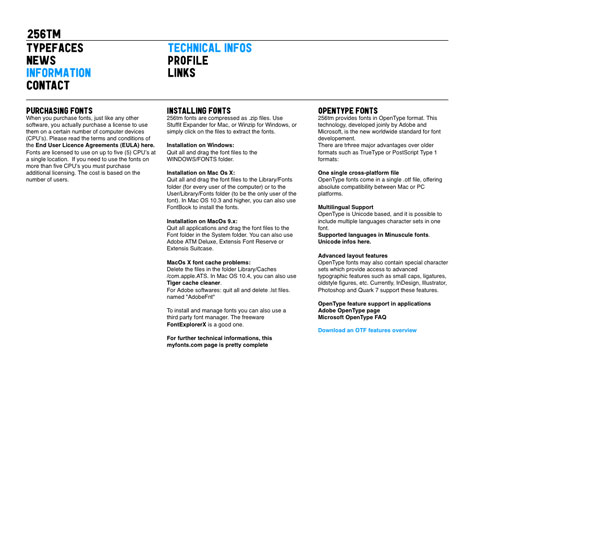 256TM
TYPEFACES
NEWS
INFORMATION
CONTACT
TECHNICAL INFOS
PROFILE
LINKS
PURCHASING FONTS
When you purchase a font, just like any other
software, you actually purchase a license to use
them on a certain number of computer devices
(CPU's). Please read the terms and conditions of
the End User Licence Agreements (EULA) here.
Fonts are licensed to use on up to five (5) CPU's at
a single location. If you need to use the fonts on
more than five CPU's you must purchase
additional licensing. The cost is based on the
number of users.
INSTALLING FONTS
256tm fonts are compressed as .zip files. Use
Stuffit Expander for Mac, or Winzip for Windows, or
simply click on the files to extract the fonts.
Installation on Windows:
Quit all and drag the font files to the
WINDOWS/FONTS folder.
Installation on Mac Os X:
Quit all and drag the font files to the Library/Fonts
folder (for every user of the computer) or to the
User/Library/Fonts folder (to be the only user of the
font). In Mac OS 10.3 and higher, you can also use
FontBook to install the fonts.
Installation on MacOs 9.x:
Quit all applications and drag the font files to the
Font folder in the System folder. You can also use
Adobe ATM Deluxe, Extensis Font Reserve or
Extensis Suitcase.
MacOs X font cache problems:
Delete the files in the folder Library/Caches
/com.apple.ATS. In Mac OS 10.4, you can also use
Tiger cache cleaner.
For Adobe softwares: quit all and delete .lst files.
named "AdobeFnt"
To install and manage fonts you can also use a
third party font manager. The freeware
FontExplorerX is a good one.
For further technical informations, this
myfonts.com page is pretty complete
OPENTYPE FONTS
256tm provides fonts in OpenType format. This
technology, developed joinly by Adobe and
Microsoft, is the new worldwide standard for font
developement.
There are trhree major advantages over older
formats such as TrueType or PostScript Type 1
formats:
One single cross-platform file
OpenType fonts come in a single .otf file, offering
absolute compatibility between Mac or PC
platforms.
Multilingual Support
OpenType is Unicode based, and it is possible to
include multiple languages character sets in one
font.
Supported languages in Minuscule fonts.
Unicode infos here.
Advanced layout features
OpenType fonts may also contain special character
sets which provide access to advanced
typographic features such as small caps, ligatures,
oldstyle figures, etc. Currently, InDesign, Illustrator,
Photoshop and Quark 7 support these features.
OpenType feature support in applications
Adobe OpenType page
Microsoft OpenType FAQ
Download an OTF features overview